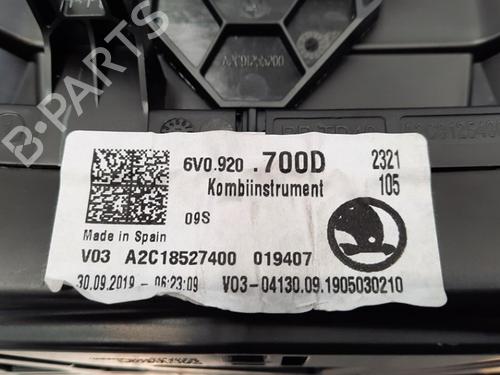 A2C91255200
6V0.920 .700D 2321
Kombiinstrument 105
09S
Made in Spain
V03 A2C18527400 019407
30.09.2019 - 06:23:09 V03-04130.09.1905030210